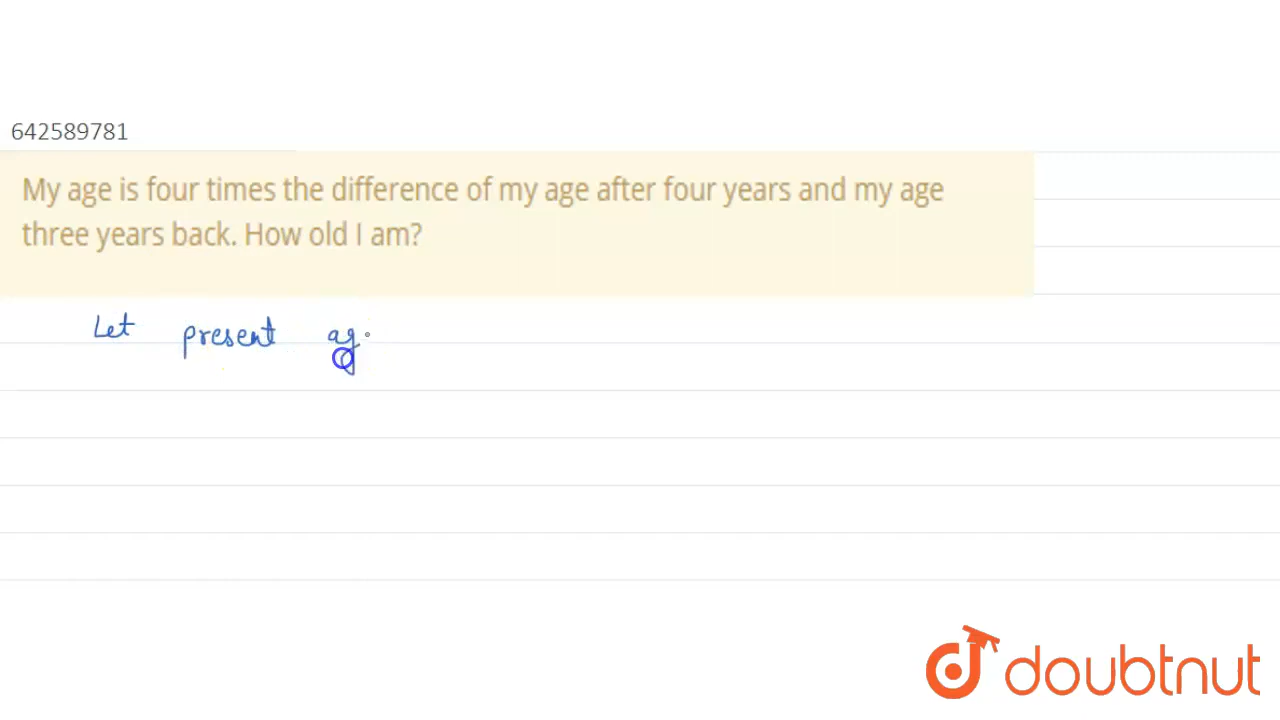 642589781
My age is four times the difference of my age after four years and my age
three years back. How old I am?
Let present ag
doubtnut